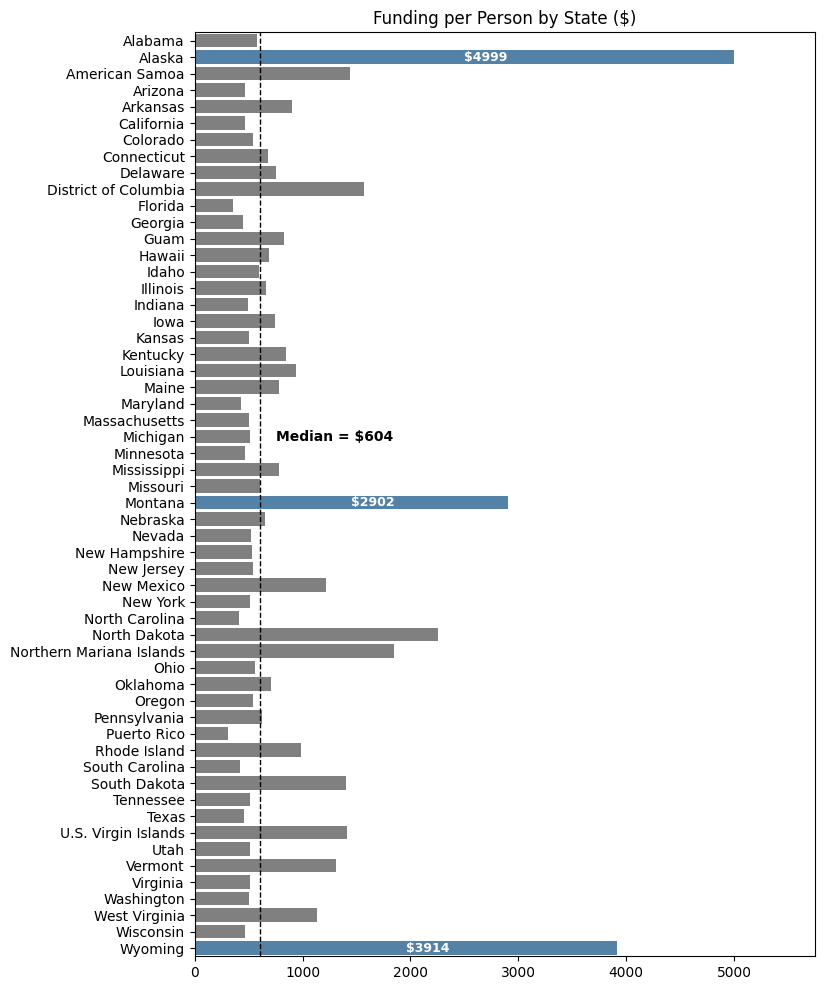 Funding per Person by State ($)
Alabama
Alaska
$4999
American Samoa
Arizona
Arkansas
California
Colorado
Connecticut
Delaware
District of Columbia
Florida
Georgia
Guam
Hawaii
Idaho
Illinois
Indiana
Iowa
Kansas
Kentucky
Louisiana
Maine
Maryland
Massachusetts
Michigan
Median = $604
Minnesota
Mississippi
Missouri
Montana
$2902
Nebraska
Nevada
New Hampshire
New Jersey
New Mexico
New York
North Carolina
North Dakota
Northern Mariana Islands
Ohio
Oklahoma
Oregon
Pennsylvania
Puerto Rico
Rhode Island
South Carolina
South Dakota
Tennessee
Texas
U.S. Virgin Islands
Utah
Vermont
Virginia
Washington
West Virginia
Wisconsin
Wyoming
$3914
0 1000 2000 3000 4000 5000